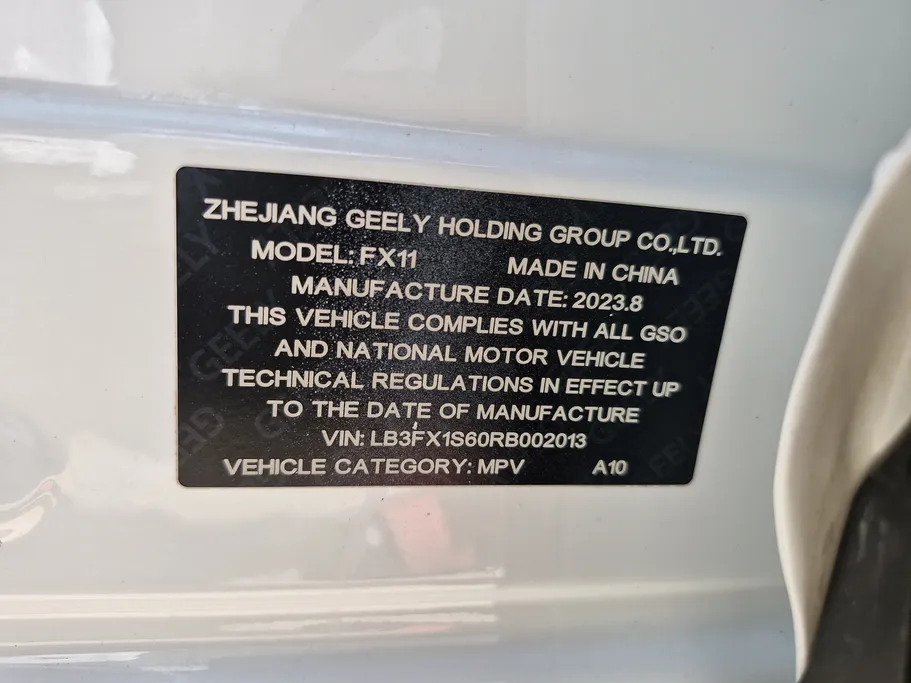 ZHEJIANG GEELY HOLDING GROUP CO.,LTD.
MODEL: FX11 MADE IN CHINA
MANUFACTURE DATE: 2023.8
THIS VEHICLE COMPLIES WITH ALL GSO
AND NATIONAL MOTOR VEHICLE
TECHNICAL REGULATIONS IN EFFECT UP
TO THE DATE OF MANUFACTURE
VIN: LB3FX1S60RB002013
VEHICLE CATEGORY: MPV A10